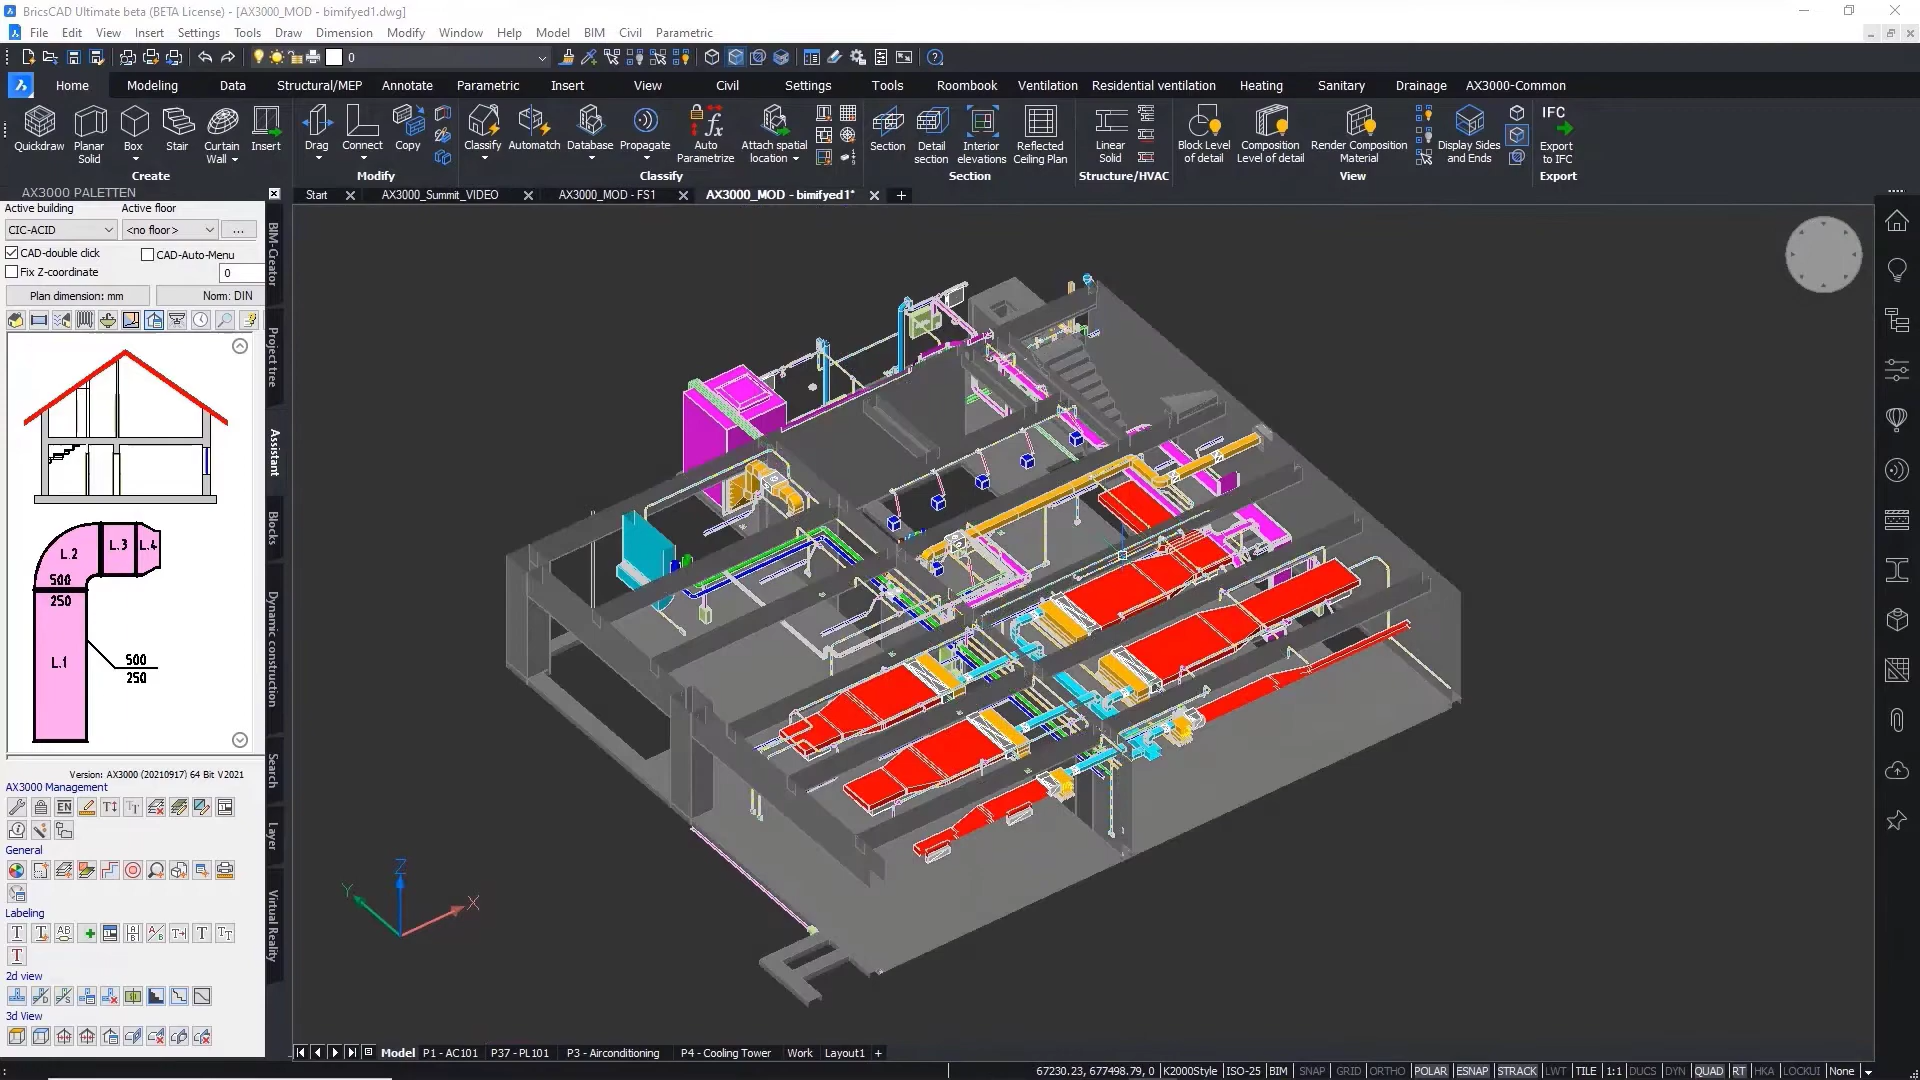 BricsCAD Ultimate beta (BETA License) - [AX3000_MOD - bimifyed1.dwg]
File Edit View Insert Settings Tools Draw Dimension Modify Window Help Model BIM Civil Parametric
0
Home Modeling Data Structural/MEP Annotate Parametric Insert View Civil Settings Tools Roombook Ventilation Residential ventilation Heating Sanitary Drainage AX3000-Common
Quickdraw
Planar
Solid
Box
Stair
Curtain
Wall
Insert
Create
Drag
Connect
Copy
Modify
Classify
Automatch
Database
Propagate
Auto
Parametrize
Attach spatial
location
Classify
Section
Detail
section
Interior
elevations
Reflected
Ceiling Plan
Section
Linear
Solid
Structure/HVAC
Block Level
of detail
Composition
Level of detail
Render Composition
Material
Display Sides
and Ends
View
IFC
Export
to IFC
Export
AX3000 PALETTEN
Start AX3000_Summit_VIDEO AX3000_MOD - FS1 AX3000_MOD - bimifyed1*
Active building Active floor
CIC-ACID <no floor> ...
CAD-double click CAD-Auto-Menu
Fix Z-coordinate 0
Plan dimension: mm Norm: DIN
BIM-Creator
Project tree
Assistant
Blocks
Dynamic construction
Search
Layer
Virtual Reality
L.2 L.3 L.4
500
250
L.1
500
250
Version: AX3000 (20210917) 64 Bit V2021
AX3000 Management
EN
General
Labeling
2d view
3d View
Z
Y
X
Model P1 - AC101 P37 - PL101 P3 - Airconditioning P4 - Cooling Tower Work Layout1 +
: 67230.23, 677498.79, 0 K2000Style ISO-25 BIM SNAP GRID ORTHO POLAR ESNAP STRACK LWT TILE 1:1 DUCS DYN QUAD RT HKA LOCKUI None